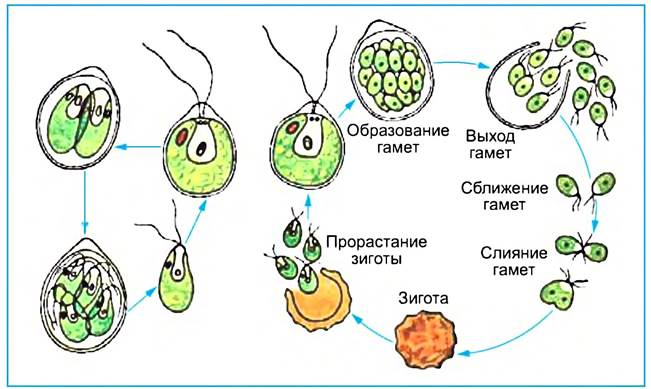 Образование
гамет
Выход
гамет
Сближение
гамет
Слияние
гамет
Зигота
Прорастание
зиготы